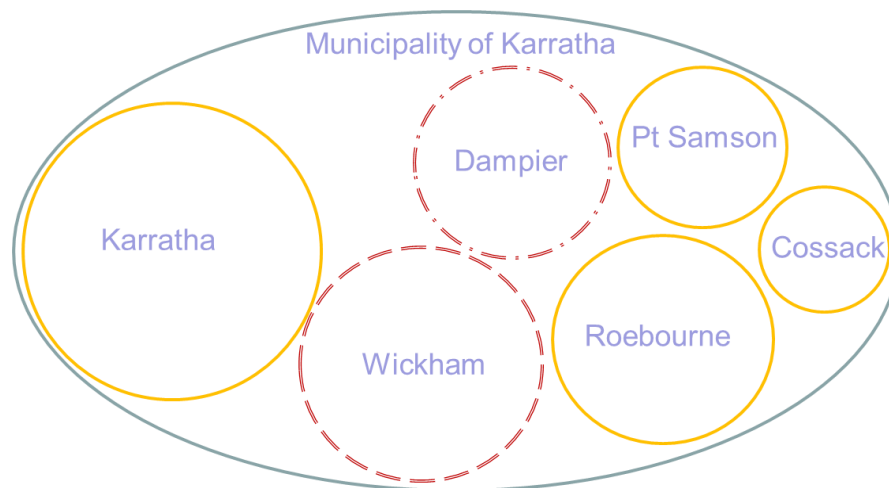 Municipality of Karratha
Pt Samson
Dampier
Karratha
Cossack
Roebourne
Wickham